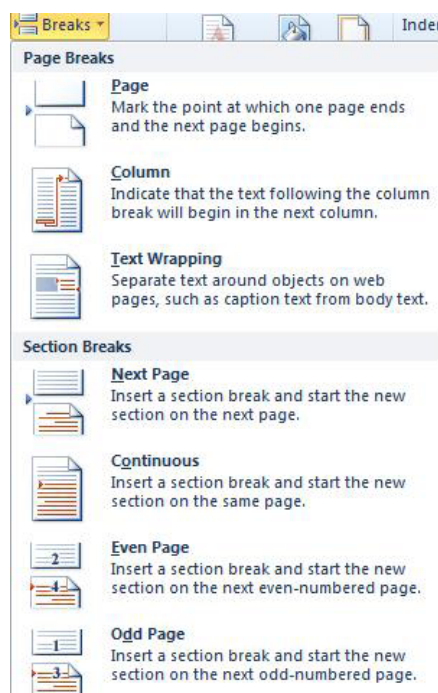 Breaks
Page Breaks
Page
Mark the point at which one page ends
and the next page begins.
Column
Indicate that the text following the column
break will begin in the next column.
Text Wrapping
Separate text around objects on web
pages, such as caption text from body text.
Section Breaks
Next Page
Insert a section break and start the new
section on the next page.
Continuous
Insert a section break and start the new
section on the same page.
2
Even Page
Insert a section break and start the new
4
section on the next even-numbered page.
1
Odd Page
Insert a section break and start the new
3
section on the next odd-numbered page.